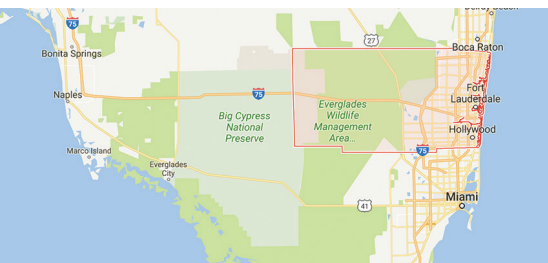 Delray Beach
75
Bonita Springs
27
Boca Raton
Naples
75
Fort
Lauderdale
Everglades
Wildlife
Management
Area...
Big Cypress
National
Preserve
Hollywood
Marco Island
75
Everglades
City
Miami
41